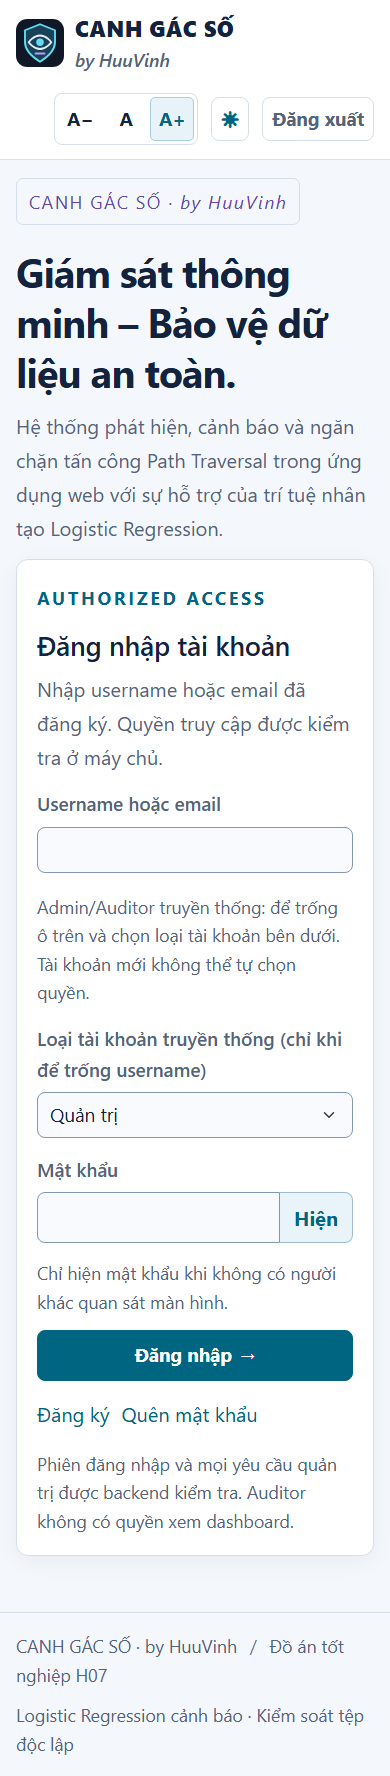 CANH GÁC SỐ
by HuuVinh
A− A A+ Đăng xuất
CANH GÁC SỐ · by HuuVinh
Giám sát thông
minh – Bảo vệ dữ
liệu an toàn.
Hệ thống phát hiện, cảnh báo và ngăn
chặn tấn công Path Traversal trong ứng
dụng web với sự hỗ trợ của trí tuệ nhân
tạo Logistic Regression.
AUTHORIZED ACCESS
Đăng nhập tài khoản
Nhập username hoặc email đã
đăng ký. Quyền truy cập được kiểm
tra ở máy chủ.
Username hoặc email
Admin/Auditor truyền thống: để trống
ô trên và chọn loại tài khoản bên dưới.
Tài khoản mới không thể tự chọn
quyền.
Loại tài khoản truyền thống (chỉ khi
để trống username)
Quản trị
Mật khẩu
Hiện
Chỉ hiện mật khẩu khi không có người
khác quan sát màn hình.
Đăng nhập →
Đăng ký Quên mật khẩu
Phiên đăng nhập và mọi yêu cầu quản
trị được backend kiểm tra. Auditor
không có quyền xem dashboard.
CANH GÁC SỐ · by HuuVinh / Đồ án tốt
nghiệp H07
Logistic Regression cảnh báo · Kiểm soát tệp
độc lập